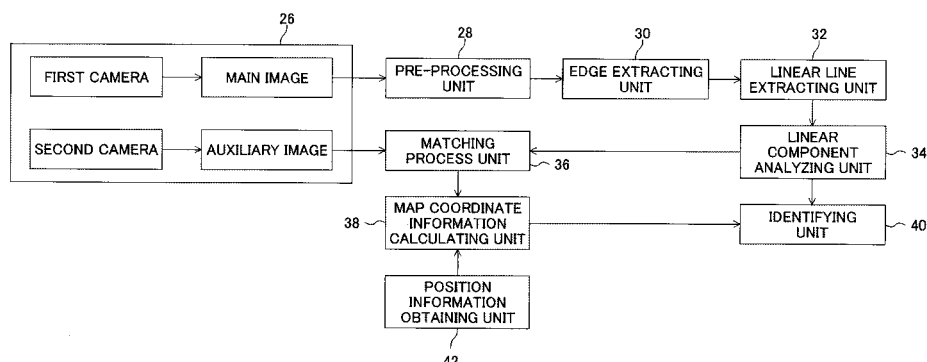 26
28
30
32
FIRST CAMERA
MAIN IMAGE
PRE-PROCESSING
UNIT
EDGE EXTRACTING
UNIT
LINEAR LINE
EXTRACTING UNIT
SECOND CAMERA
AUXILIARY IMAGE
MATCHING
PROCESS UNIT
36
LINEAR
COMPONENT
ANALYZING UNIT
34
38
MAP COORDINATE
INFORMATION
CALCULATING UNIT
IDENTIFYING
UNIT
40
POSITION
INFORMATION
OBTAINING UNIT
42